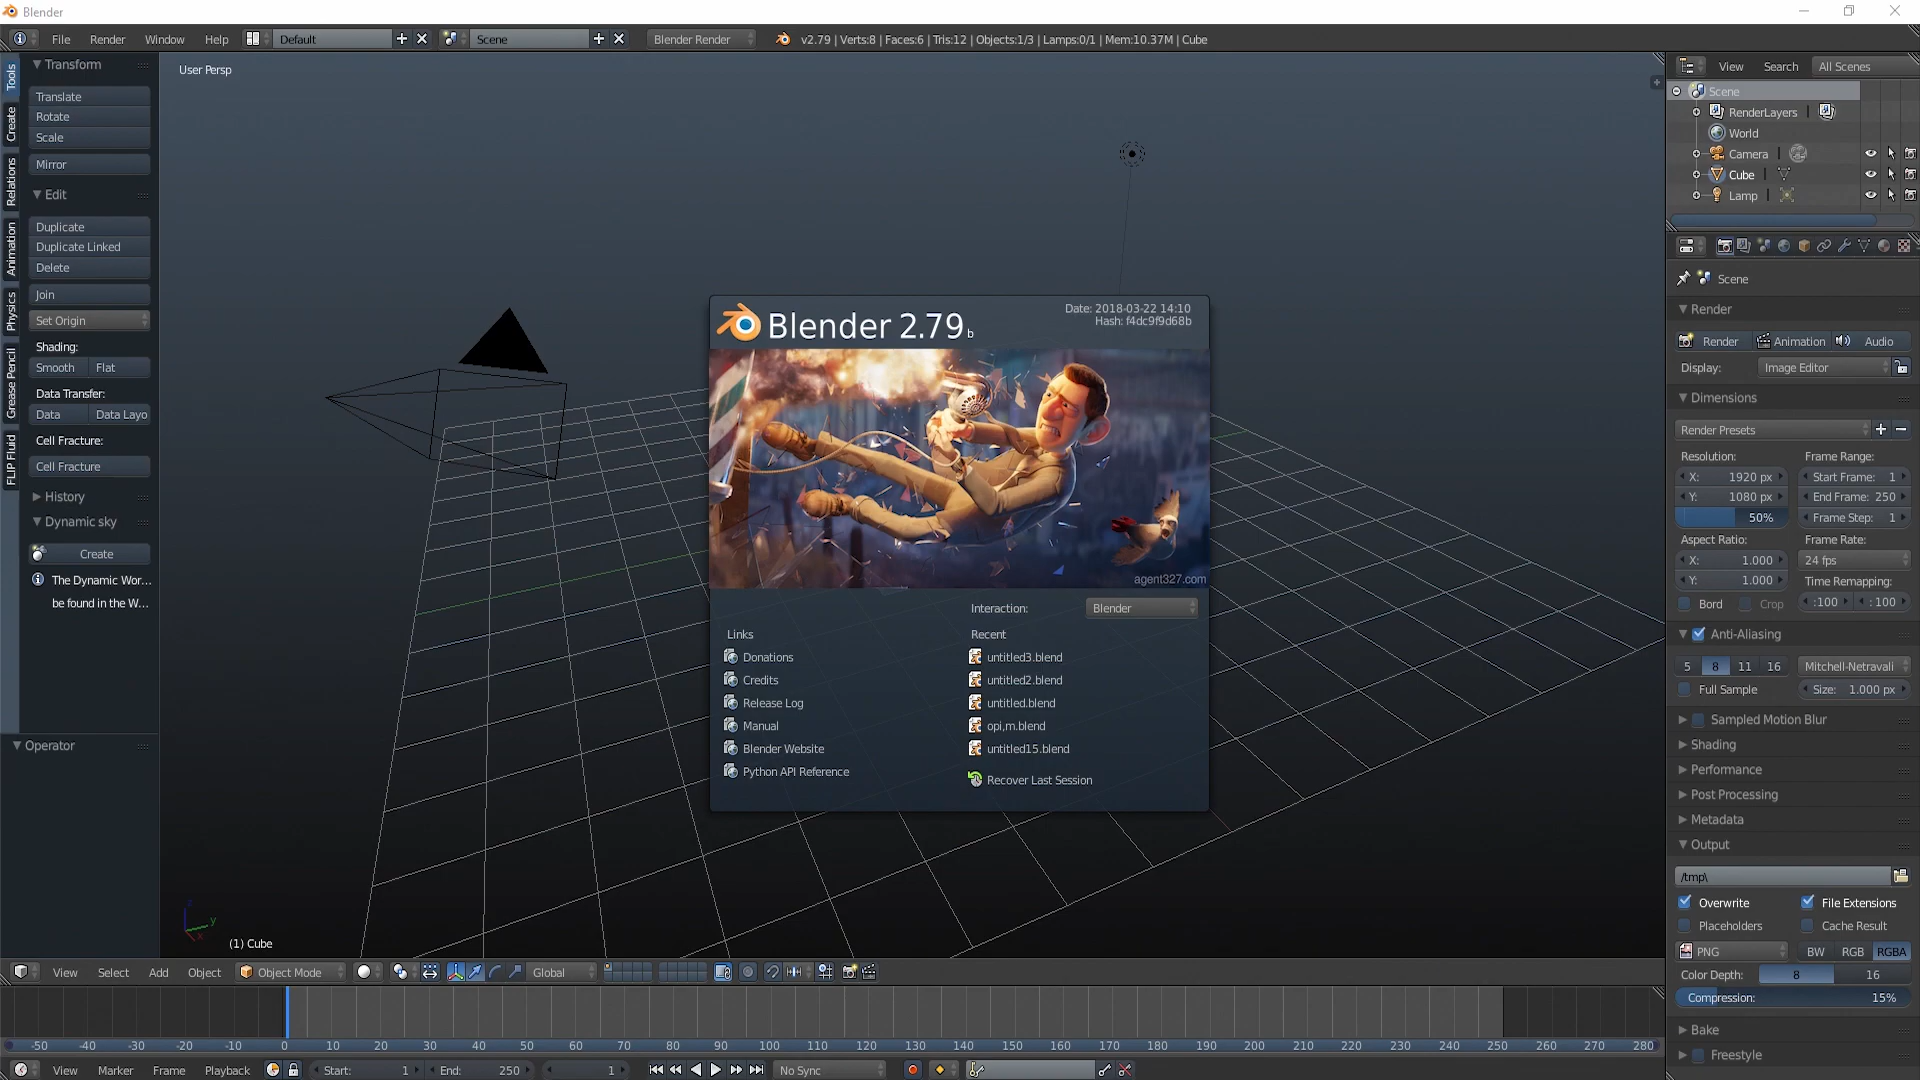 Blender
File Render Window Help Default Scene Blender Render v2.79 | Verts:8 | Faces:6 | Tris:12 | Objects:1/3 | Lamps:0/1 | Mem:10.37M | Cube
Tools
Create
Relations
Animation
Physics
Grease Pencil
FLIP Fluid
Transform
Translate
Rotate
Scale
Mirror
Edit
Duplicate
Duplicate Linked
Delete
Join
Set Origin
Shading:
Smooth Flat
Data Transfer:
Data Data Layo
Cell Fracture:
Cell Fracture
History
Dynamic sky
Create
The Dynamic Wor...
be found in the W...
Operator
User Persp
Blender 2.79 b
Date: 2018-03-22 14:10
Hash: f4dc9f9d68b
agent327.com
Interaction: Blender
Links
Donations
Credits
Release Log
Manual
Blender Website
Python API Reference
Recent
untitled3.blend
untitled2.blend
untitled.blend
opi,m.blend
untitled15.blend
Recover Last Session
z
y
x
(1) Cube
View Select Add Object Object Mode Global
-50 -40 -30 -20 -10 0 10 20 30 40 50 60 70 80 90 100 110 120 130 140 150 160 170 180 190 200 210 220 230 240 250 260 270 280
View Marker Frame Playback Start: 1 End: 250 1 No Sync
View Search All Scenes
Scene
RenderLayers
World
Camera
Cube
Lamp
Scene
Render
Render Animation Audio
Display: Image Editor
Dimensions
Render Presets
Resolution: Frame Range:
X: 1920 px Start Frame: 1
Y: 1080 px End Frame: 250
50% Frame Step: 1
Aspect Ratio: Frame Rate:
X: 1.000 24 fps
Y: 1.000 Time Remapping:
Bord Crop :100 : 100
Anti-Aliasing
5 8 11 16 Mitchell-Netravali
Full Sample Size: 1.000 px
Sampled Motion Blur
Shading
Performance
Post Processing
Metadata
Output
/tmp\
Overwrite File Extensions
Placeholders Cache Result
PNG BW RGB RGBA
Color Depth: 8 16
Compression: 15%
Bake
Freestyle